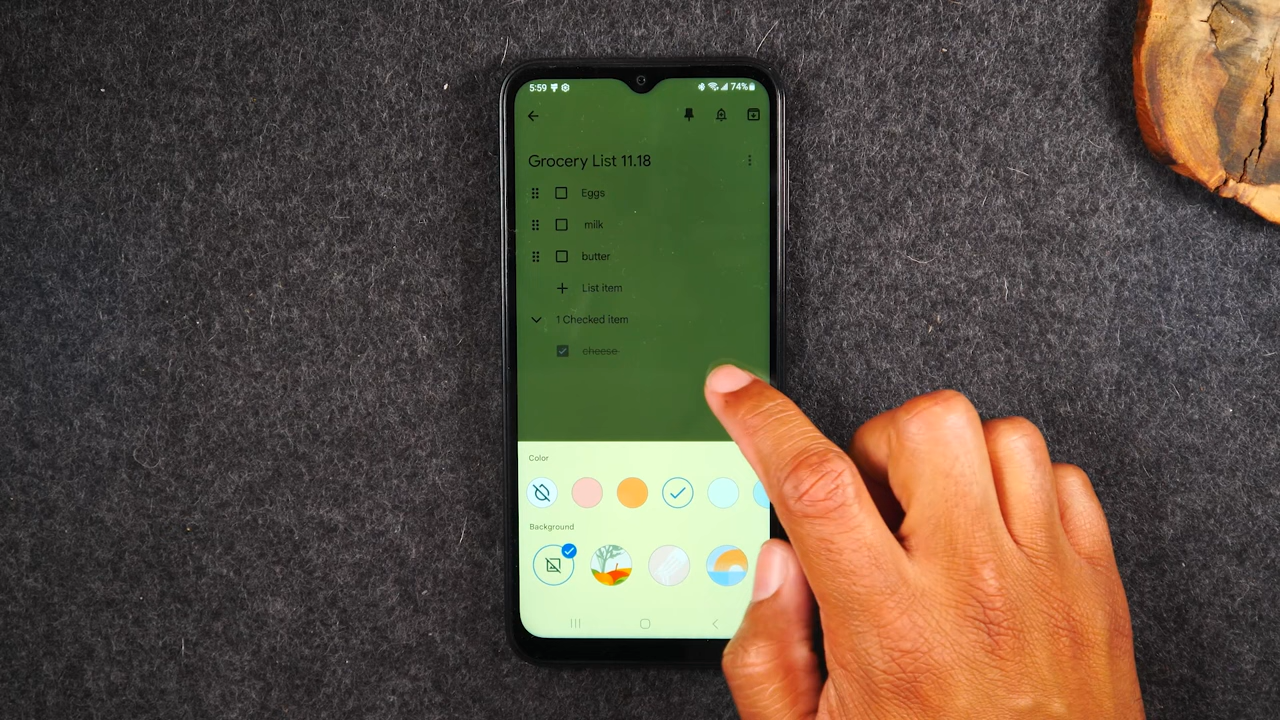 5:59 74%
Grocery List 11.18
Eggs
milk
butter
+ List item
1 Checked item
cheese
Color
Background